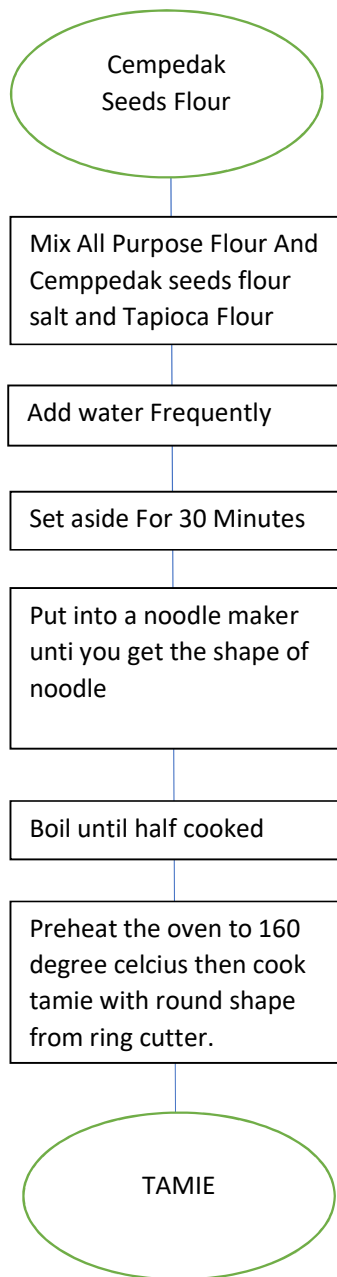 Cempedak
Seeds Flour
Mix All Purpose Flour And
Cemppedak seeds flour
salt and Tapioca Flour
Add water Frequently
Set aside For 30 Minutes
Put into a noodle maker
unti you get the shape of
noodle
Boil until half cooked
Preheat the oven to 160
degree celcius then cook
tamie with round shape
from ring cutter.
TAMIE